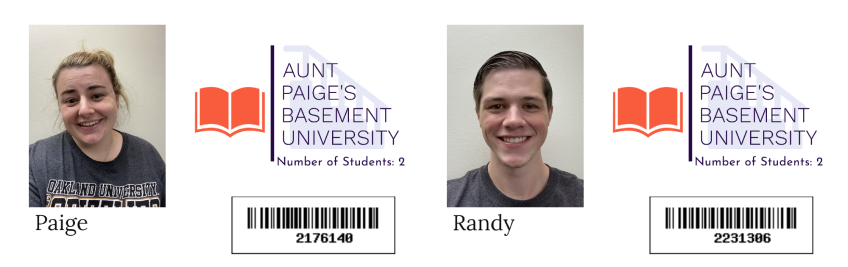 OAKLAND UNIVERSITY
Paige
AUNT
PAIGE'S
BASEMENT
UNIVERSITY
Number of Students: 2
2176140
Randy
AUNT
PAIGE'S
BASEMENT
UNIVERSITY
Number of Students: 2
2231306